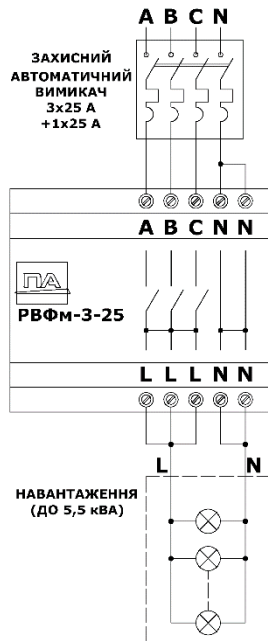 A B C N
ЗАХИСНИЙ
АВТОМАТИЧНИЙ
ВИМИКАЧ
3х25 А
+1х25 А
A B C N N
ПА
РВФм-3-25
L L L N N
L N
НАВАНТАЖЕННЯ
(ДО 5,5 кВА)